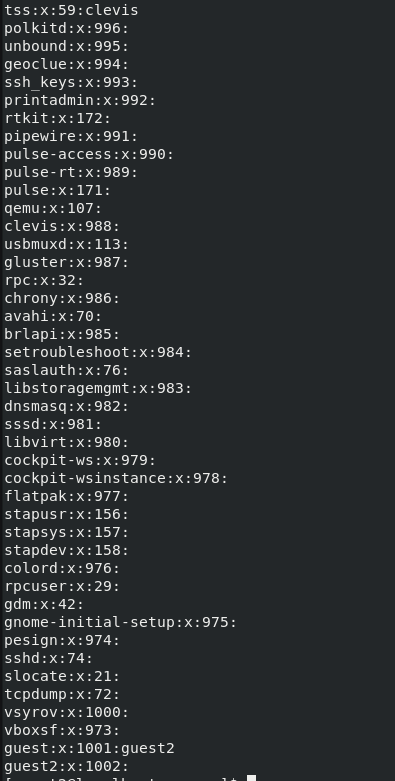 tss:x:59:clevis
polkitd:x:996:
unbound:x:995:
geoclue:x:994:
ssh_keys:x:993:
printadmin:x:992:
rtkit:x:172:
pipewire:x:991:
pulse-access:x:990:
pulse-rt:x:989:
pulse:x:171:
qemu:x:107:
clevis:x:988:
usbmuxd:x:113:
gluster:x:987:
rpc:x:32:
chrony:x:986:
avahi:x:70:
brlapi:x:985:
setroubleshoot:x:984:
saslauth:x:76:
libstoragemgmt:x:983:
dnsmasq:x:982:
sssd:x:981:
libvirt:x:980:
cockpit-ws:x:979:
cockpit-wsinstance:x:978:
flatpak:x:977:
stapusr:x:156:
stapsys:x:157:
stapdev:x:158:
colord:x:976:
rpcuser:x:29:
gdm:x:42:
gnome-initial-setup:x:975:
pesign:x:974:
sshd:x:74:
slocate:x:21:
tcpdump:x:72:
vsyrov:x:1000:
vboxsf:x:973:
guest:x:1001:guest2
guest2:x:1002: